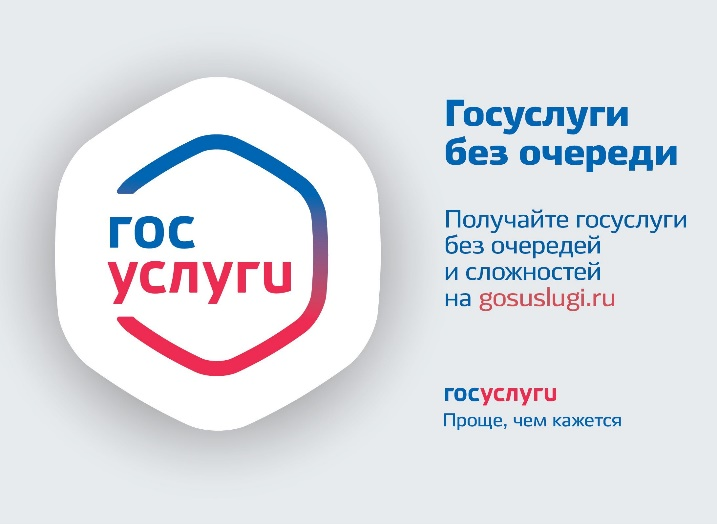 гос
услуги
Госуслуги
без очереди
Получайте госуслуги
без очередей
и сложностей
на gosuslugi.ru
госуслуги
Проще, чем кажется